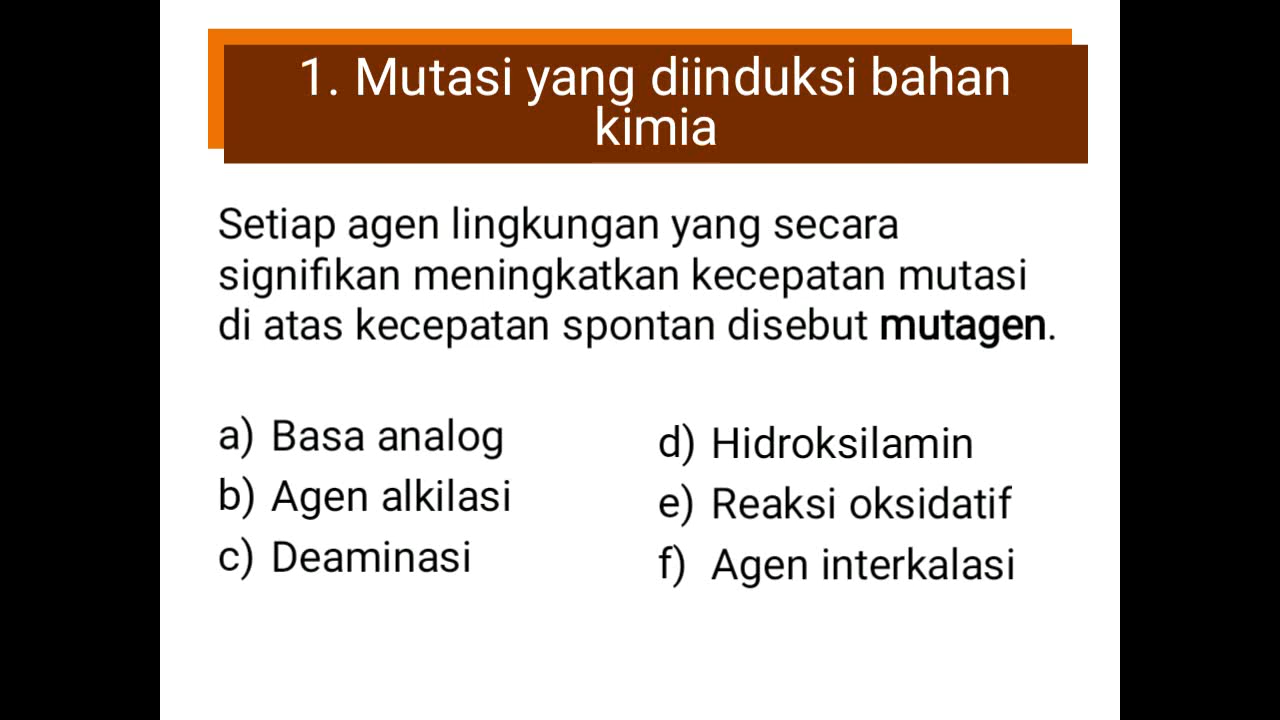 1. Mutasi yang diinduksi bahan
kimia
Setiap agen lingkungan yang secara
signifikan meningkatkan kecepatan mutasi
di atas kecepatan spontan disebut mutagen.
a) Basa analog
b) Agen alkilasi
c) Deaminasi
d) Hidroksilamin
e) Reaksi oksidatif
f) Agen interkalasi